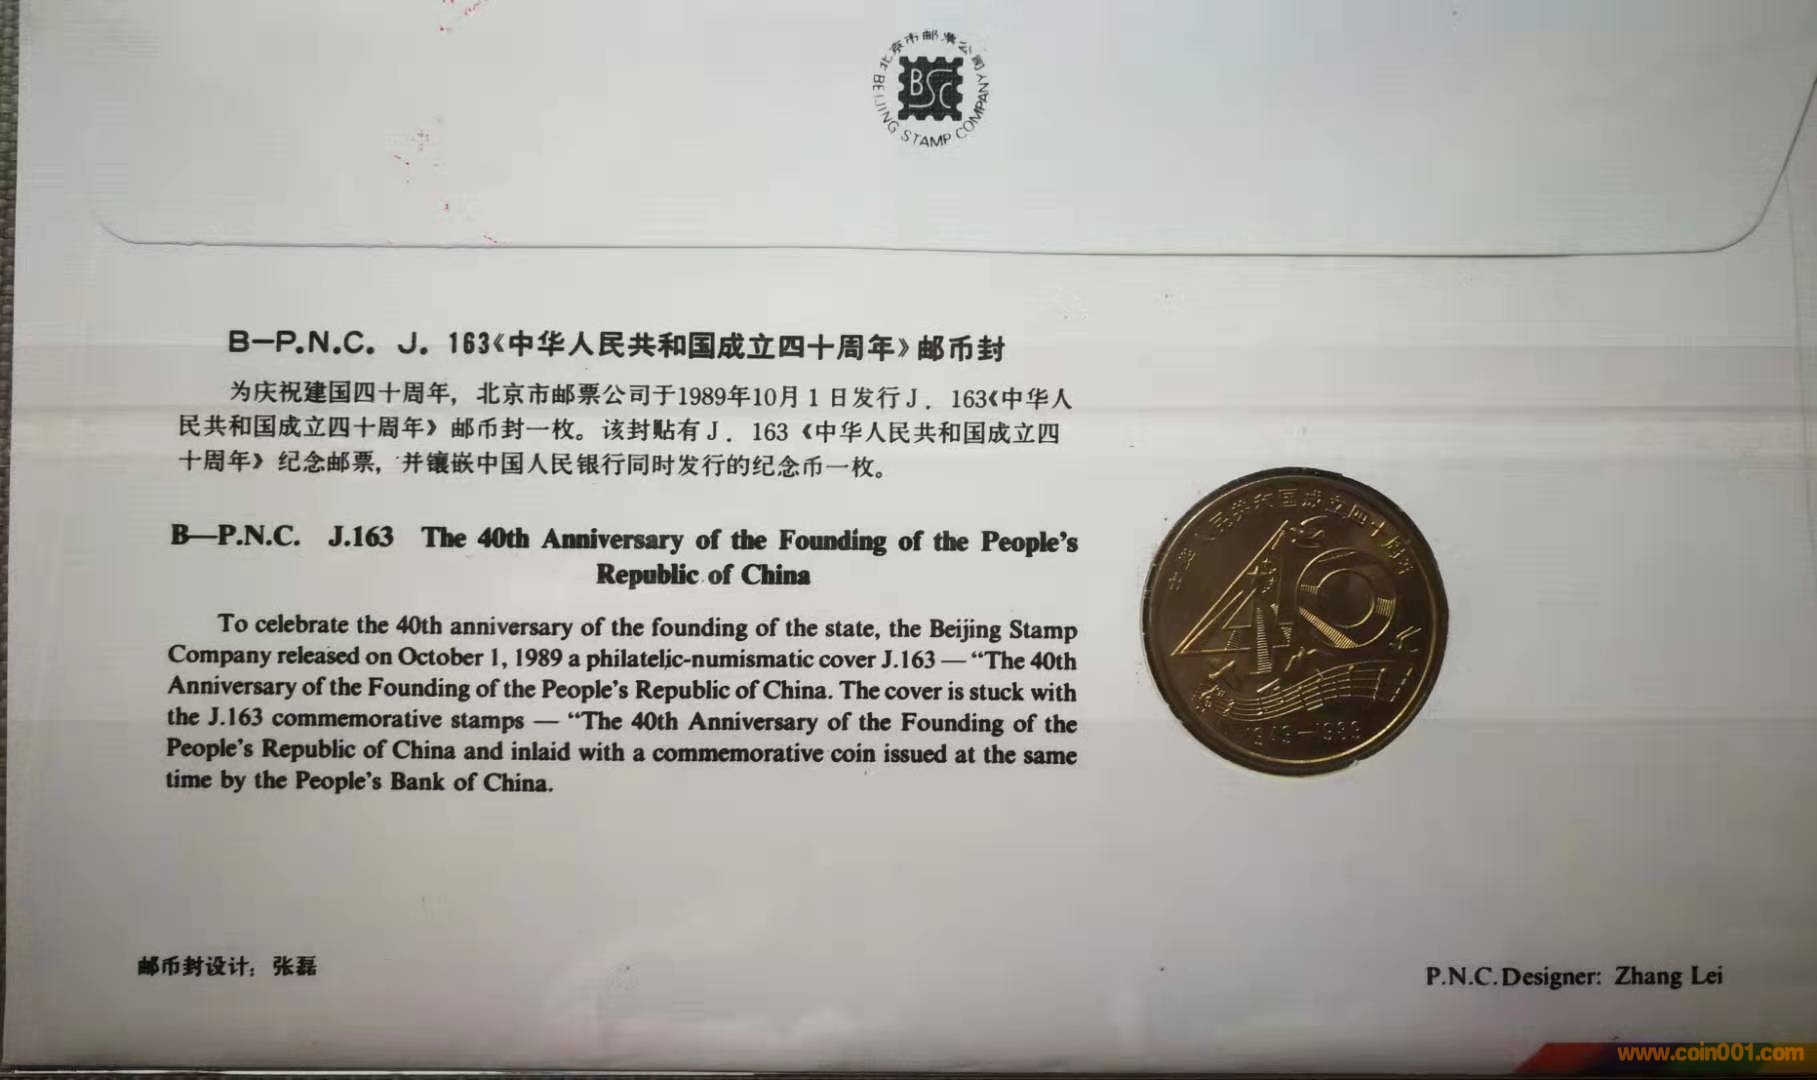 北京市邮票公司
BSC
BEIJING STAMP COMPANY
B—P.N.C. J. 163《中华人民共和国成立四十周年》邮币封
为庆祝建国四十周年，北京市邮票公司于1989年10月1日发行J．163《中华人
民共和国成立四十周年》邮币封一枚。该封贴有J．163《中华人民共和国成立四
十周年》纪念邮票，并镶嵌中国人民银行同时发行的纪念币一枚。
B—P.N.C. J.163 The 40th Anniversary of the Founding of the People's
Republic of China
To celebrate the 40th anniversary of the founding of the state, the Beijing Stamp
Company released on October 1, 1989 a philatelic-numismatic cover J.163 — “The 40th
Anniversary of the Founding of the People's Republic of China. The cover is stuck with
the J.163 commemorative stamps — “The 40th Anniversary of the Founding of the
People's Republic of China and inlaid with a commemorative coin issued at the same
time by the People's Bank of China.
中华人民共和国成立四十周年
40
1949—1989
邮币封设计：张磊
P.N.C.Designer: Zhang Lei
www.coin001.com